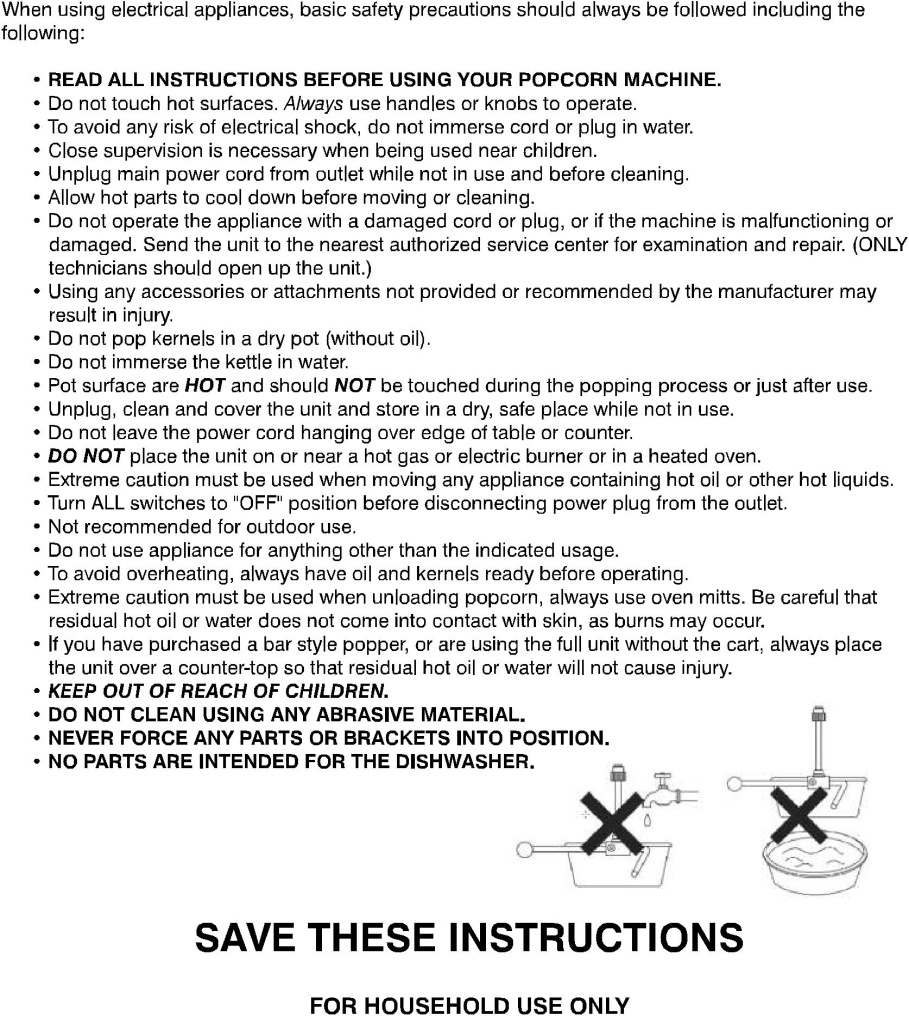 When using electrical appliances, basic safety precautions should always be followed including the
following:
• READ ALL INSTRUCTIONS BEFORE USING YOUR POPCORN MACHINE.
• Do not touch hot surfaces. Always use handles or knobs to operate.
• To avoid any risk of electrical shock, do not immerse cord or plug in water.
• Close supervision is necessary when being used near children.
• Unplug main power cord from outlet while not in use and before cleaning.
• Allow hot parts to cool down before moving or cleaning.
• Do not operate the appliance with a damaged cord or plug, or if the machine is malfunctioning or
damaged. Send the unit to the nearest authorized service center for examination and repair. (ONLY
technicians should open up the unit.)
• Using any accessories or attachments not provided or recommended by the manufacturer may
result in injury.
• Do not pop kernels in a dry pot (without oil).
• Do not immerse the kettle in water.
• Pot surface are HOT and should NOT be touched during the popping process or just after use.
• Unplug, clean and cover the unit and store in a dry, safe place while not in use.
• Do not leave the power cord hanging over edge of table or counter.
• DO NOT place the unit on or near a hot gas or electric burner or in a heated oven.
• Extreme caution must be used when moving any appliance containing hot oil or other hot liquids.
• Turn ALL switches to "OFF" position before disconnecting power plug from the outlet.
• Not recommended for outdoor use.
• Do not use appliance for anything other than the indicated usage.
• To avoid overheating, always have oil and kernels ready before operating.
• Extreme caution must be used when unloading popcorn, always use oven mitts. Be careful that
residual hot oil or water does not come into contact with skin, as burns may occur.
• If you have purchased a bar style popper, or are using the full unit without the cart, always place
the unit over a counter-top so that residual hot oil or water will not cause injury.
• KEEP OUT OF REACH OF CHILDREN.
• DO NOT CLEAN USING ANY ABRASIVE MATERIAL.
• NEVER FORCE ANY PARTS OR BRACKETS INTO POSITION.
• NO PARTS ARE INTENDED FOR THE DISHWASHER.
SAVE THESE INSTRUCTIONS
FOR HOUSEHOLD USE ONLY